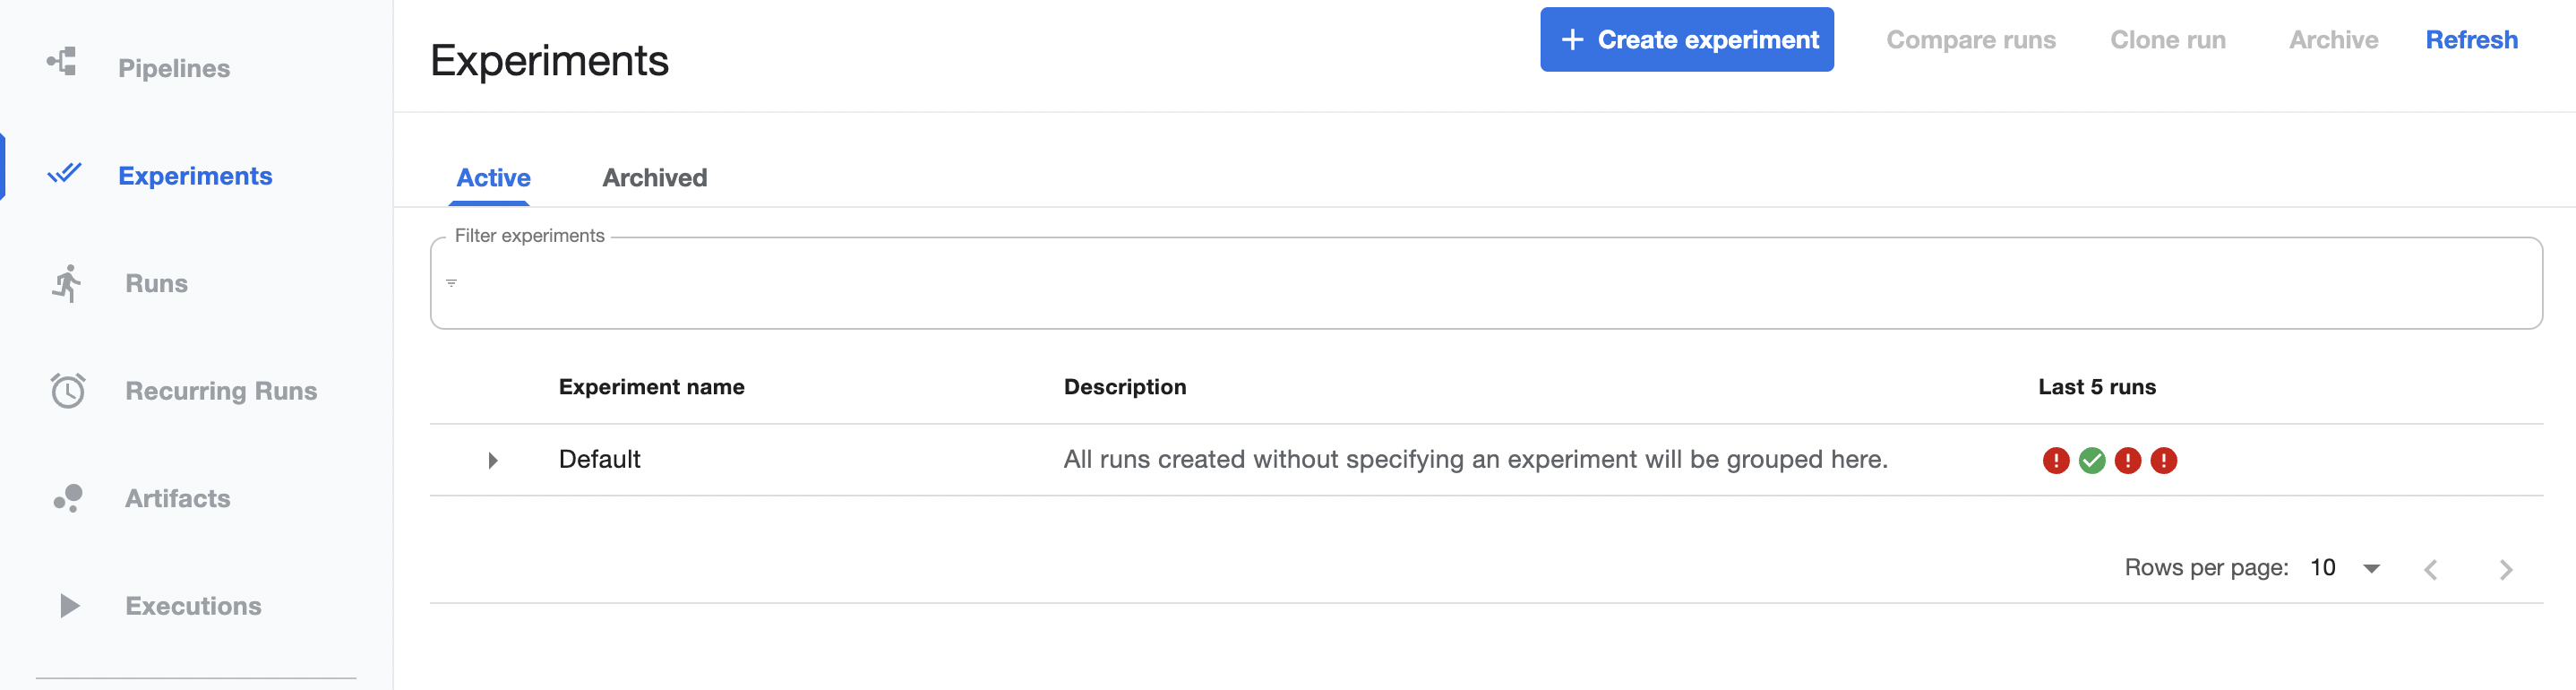 Pipelines
Experiments
Runs
Recurring Runs
Artifacts
Executions
Experiments
+ Create experiment
Compare runs
Clone run
Archive
Refresh
Active
Archived
Filter experiments
Experiment name Description Last 5 runs
Default All runs created without specifying an experiment will be grouped here.
Rows per page: 10